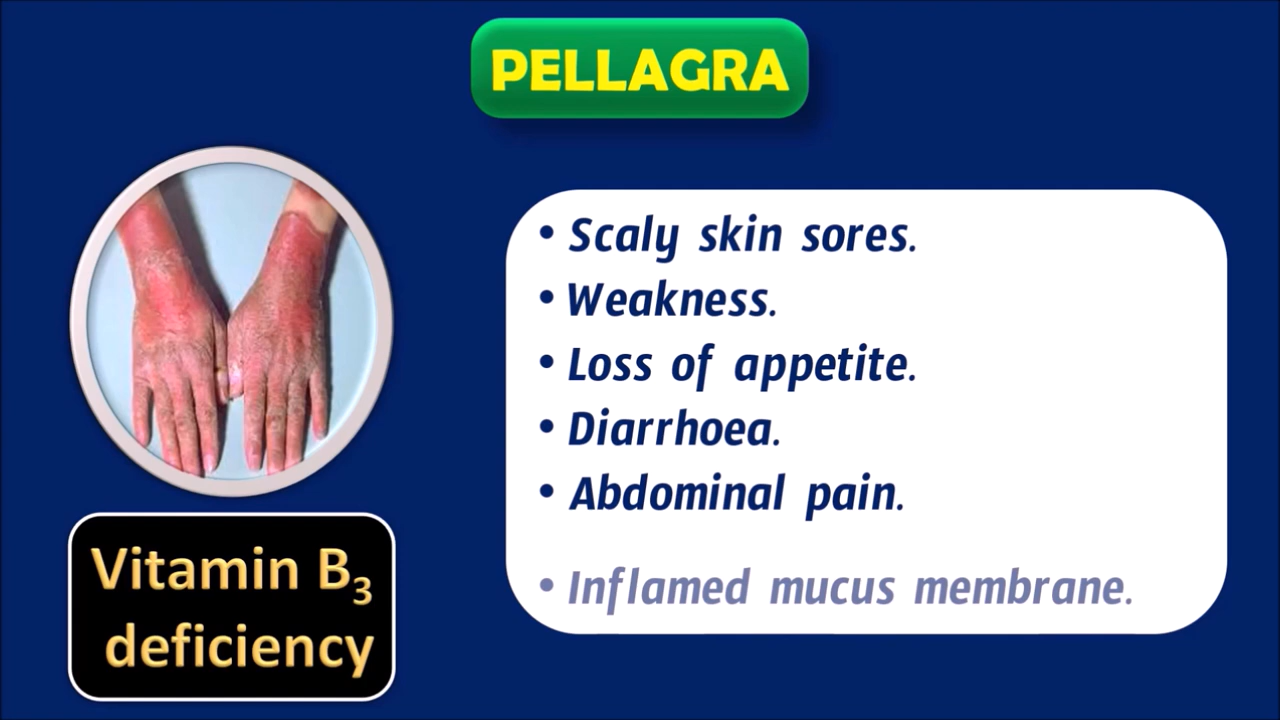 PELLAGRA
• Scaly skin sores.
• Weakness.
• Loss of appetite.
• Diarrhoea.
• Abdominal pain.
• Inflamed mucus membrane.
Vitamin B₃
deficiency